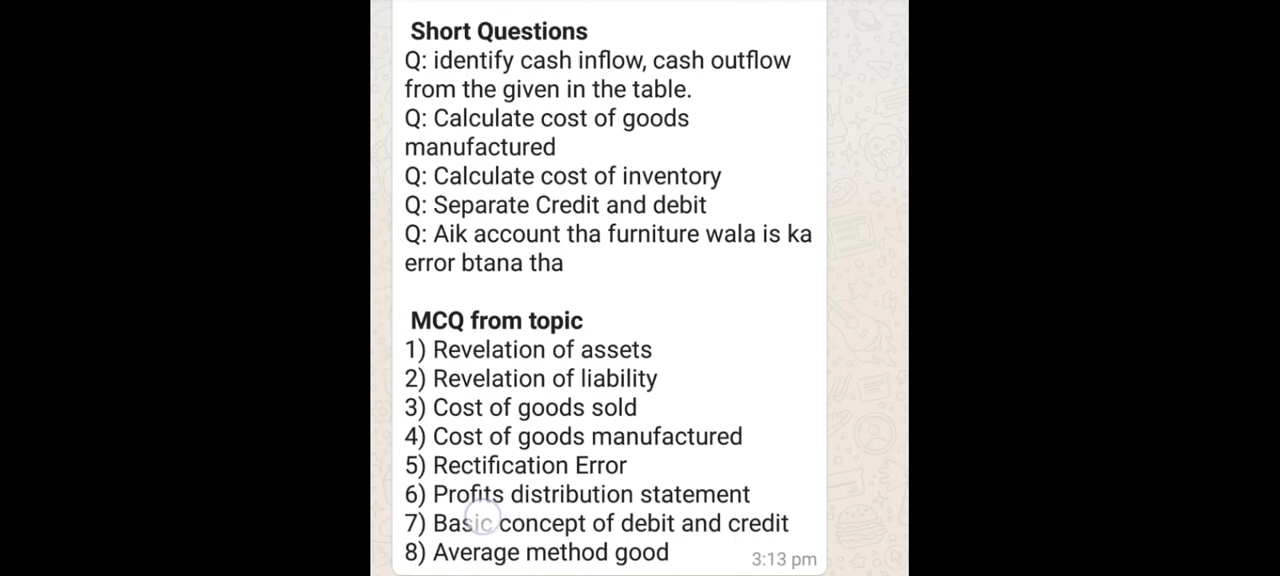 Short Questions
Q: identify cash inflow, cash outflow
from the given in the table.
Q: Calculate cost of goods
manufactured
Q: Calculate cost of inventory
Q: Separate Credit and debit
Q: Aik account tha furniture wala is ka
error btana tha
MCQ from topic
1) Revelation of assets
2) Revelation of liability
3) Cost of goods sold
4) Cost of goods manufactured
5) Rectification Error
6) Profits distribution statement
7) Basic concept of debit and credit
8) Average method good
3:13 pm